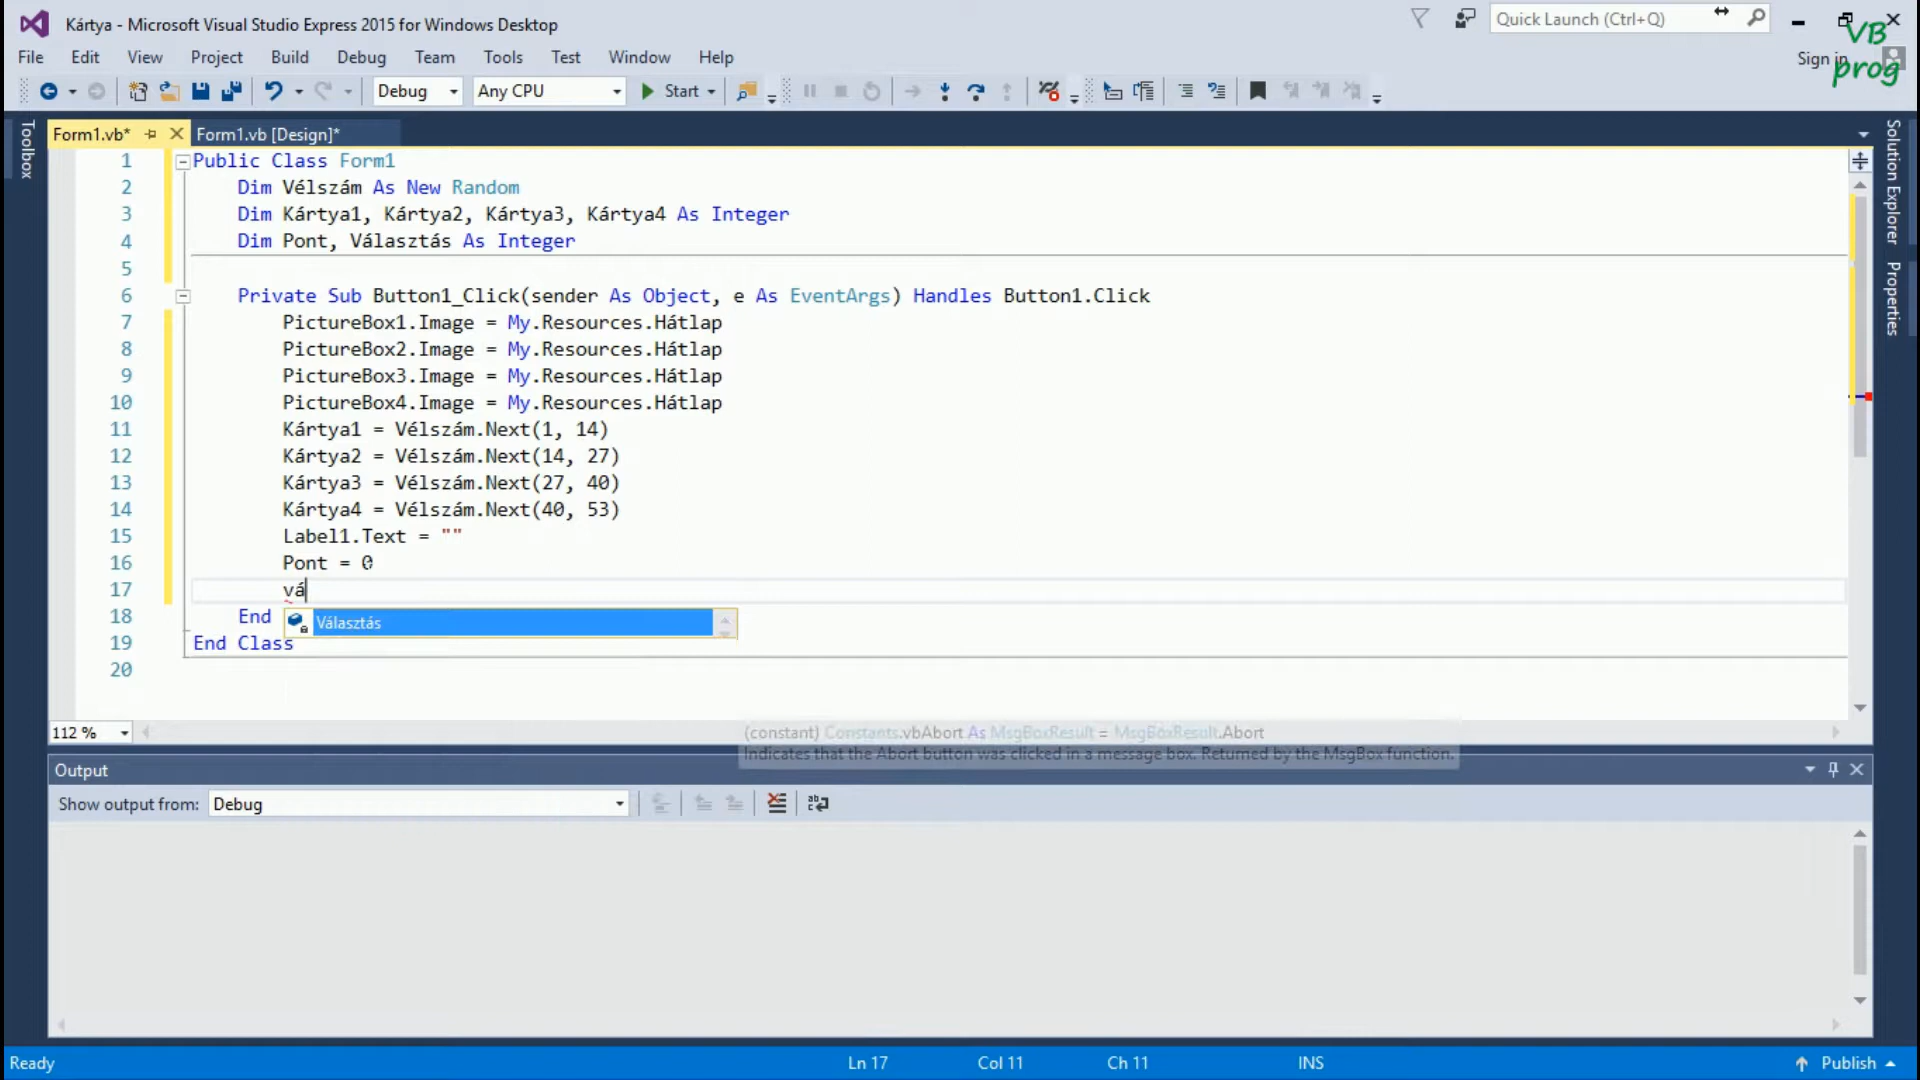 Kártya - Microsoft Visual Studio Express 2015 for Windows Desktop
Quick Launch (Ctrl+Q)
VB
prog
File Edit View Project Build Debug Team Tools Test Window Help
Sign in
Debug Any CPU Start
Toolbox
Form1.vb* Form1.vb [Design]*
Solution Explorer
Properties
1 Public Class Form1
2 Dim Vélszám As New Random
3 Dim Kártya1, Kártya2, Kártya3, Kártya4 As Integer
4 Dim Pont, Választás As Integer
5
6 Private Sub Button1_Click(sender As Object, e As EventArgs) Handles Button1.Click
7 PictureBox1.Image = My.Resources.Hátlap
8 PictureBox2.Image = My.Resources.Hátlap
9 PictureBox3.Image = My.Resources.Hátlap
10 PictureBox4.Image = My.Resources.Hátlap
11 Kártya1 = Vélszám.Next(1, 14)
12 Kártya2 = Vélszám.Next(14, 27)
13 Kártya3 = Vélszám.Next(27, 40)
14 Kártya4 = Vélszám.Next(40, 53)
15 Label1.Text = ""
16 Pont = 0
17 vá
18 End
Választás
19 End Class
20
112 %
(constant) Constants.vbAbort As MsgBoxResult = MsgBoxResult.Abort
Indicates that the Abort button was clicked in a message box. Returned by the MsgBox function.
Output
Show output from: Debug
Ready Ln 17 Col 11 Ch 11 INS Publish